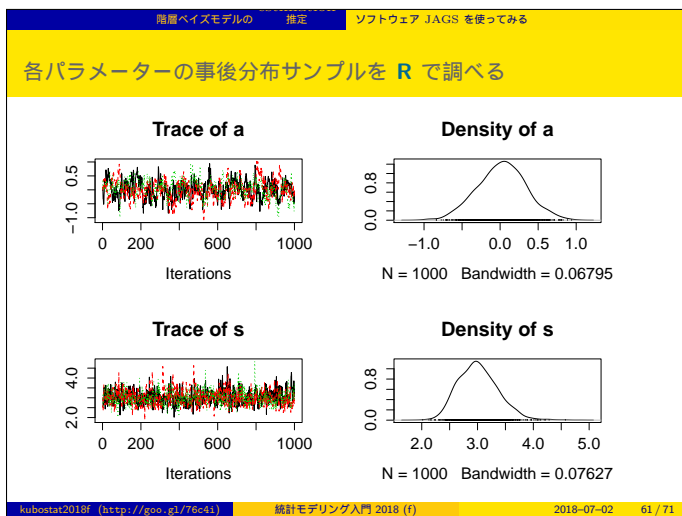 階層ベイズモデルの 推定 ソフトウェア JAGS を使ってみる
各パラメーターの事後分布サンプルを R で調べる
Trace of a
0.5
−1.0
0 200 600 1000
Iterations
Density of a
0.8
0.0
−1.0 0.0 0.5 1.0
N = 1000 Bandwidth = 0.06795
Trace of s
4.0
2.0
0 200 600 1000
Iterations
Density of s
0.8
0.0
2.0 3.0 4.0 5.0
N = 1000 Bandwidth = 0.07627
kubostat2018f (http://goo.gl/76c4i) 統計モデリング入門 2018 (f) 2018–07–02 61 / 71